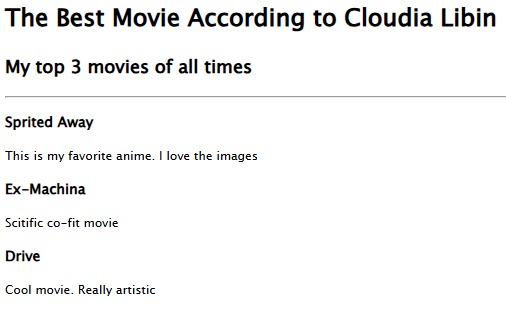 The Best Movie According to Cloudia Libin
My top 3 movies of all times
Sprited Away
This is my favorite anime. I love the images
Ex-Machina
Scitific co-fit movie
Drive
Cool movie. Really artistic